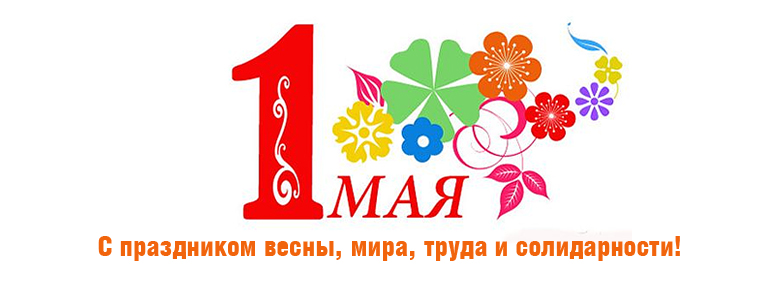 1 МАЯ
С праздником весны, мира, труда и солидарности!